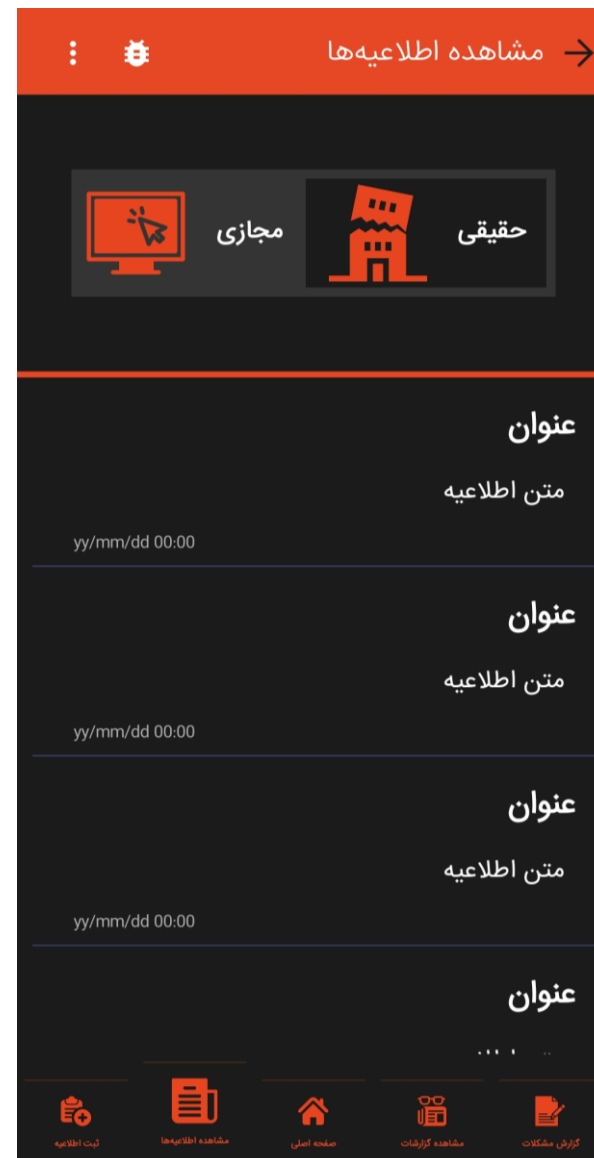 مشاهده اطلاعیه‌ها
حقیقی
مجازی
عنوان
متن اطلاعیه
yy/mm/dd 00:00
عنوان
متن اطلاعیه
yy/mm/dd 00:00
عنوان
متن اطلاعیه
yy/mm/dd 00:00
عنوان
گزارش مشکلات
مشاهده گزارشات
صفحه اصلی
مشاهده اطلاعیه‌ها
ثبت اطلاعیه